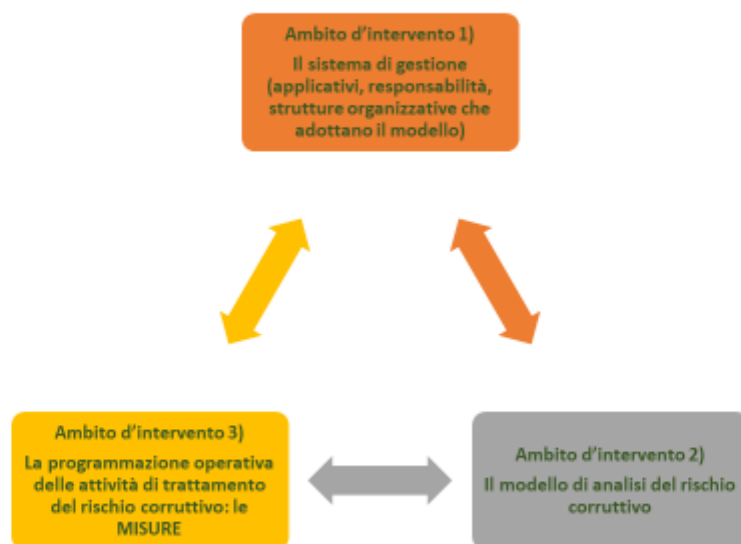 Ambito d'intervento 1)
Il sistema di gestione
(applicativi, responsabilità,
strutture organizzative che
adottano il modello)
Ambito d'intervento 3)
La programmazione operativa
delle attività di trattamento
del rischio corruttivo: le
MISURE
Ambito d'intervento 2)
Il modello di analisi del rischio
corruttivo